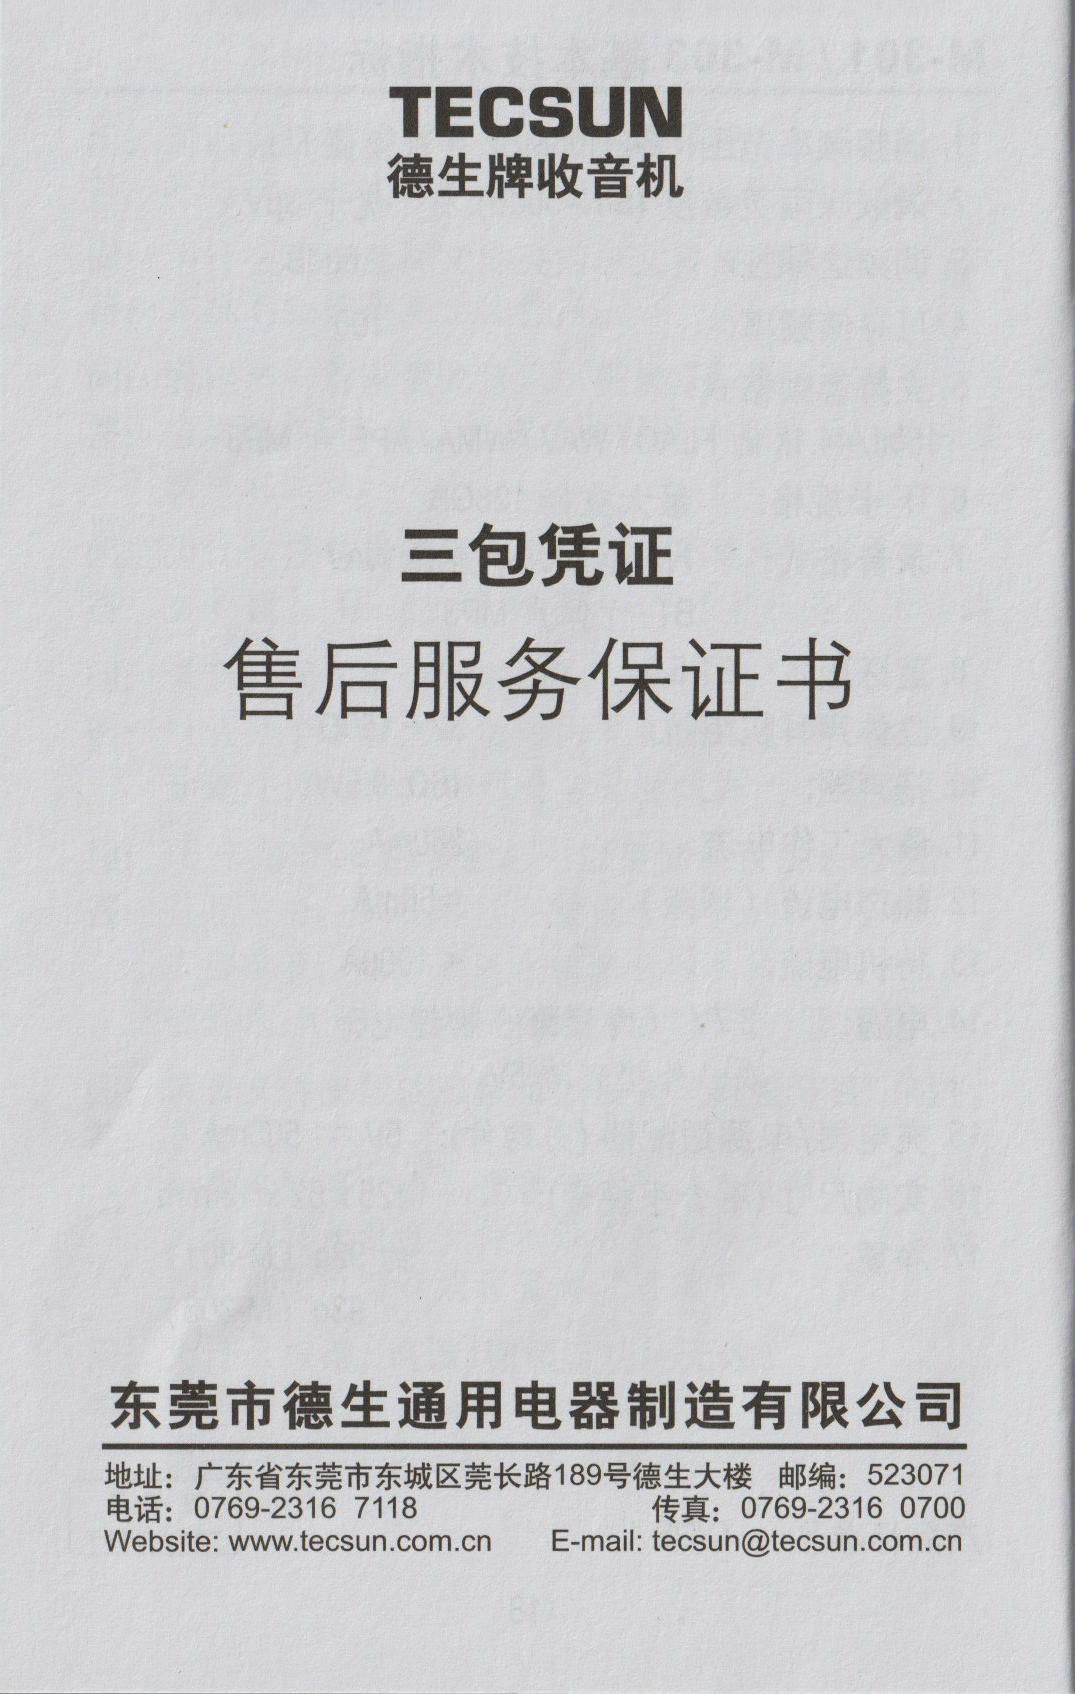 TECSUN
德生牌收音机
三包凭证
售后服务保证书
东莞市德生通用电器制造有限公司
地址：广东省东莞市东城区莞长路189号德生大楼 邮编：523071
电话：0769-2316 7118 传真：0769-2316 0700
Website: www.tecsun.com.cn E-mail: tecsun@tecsun.com.cn